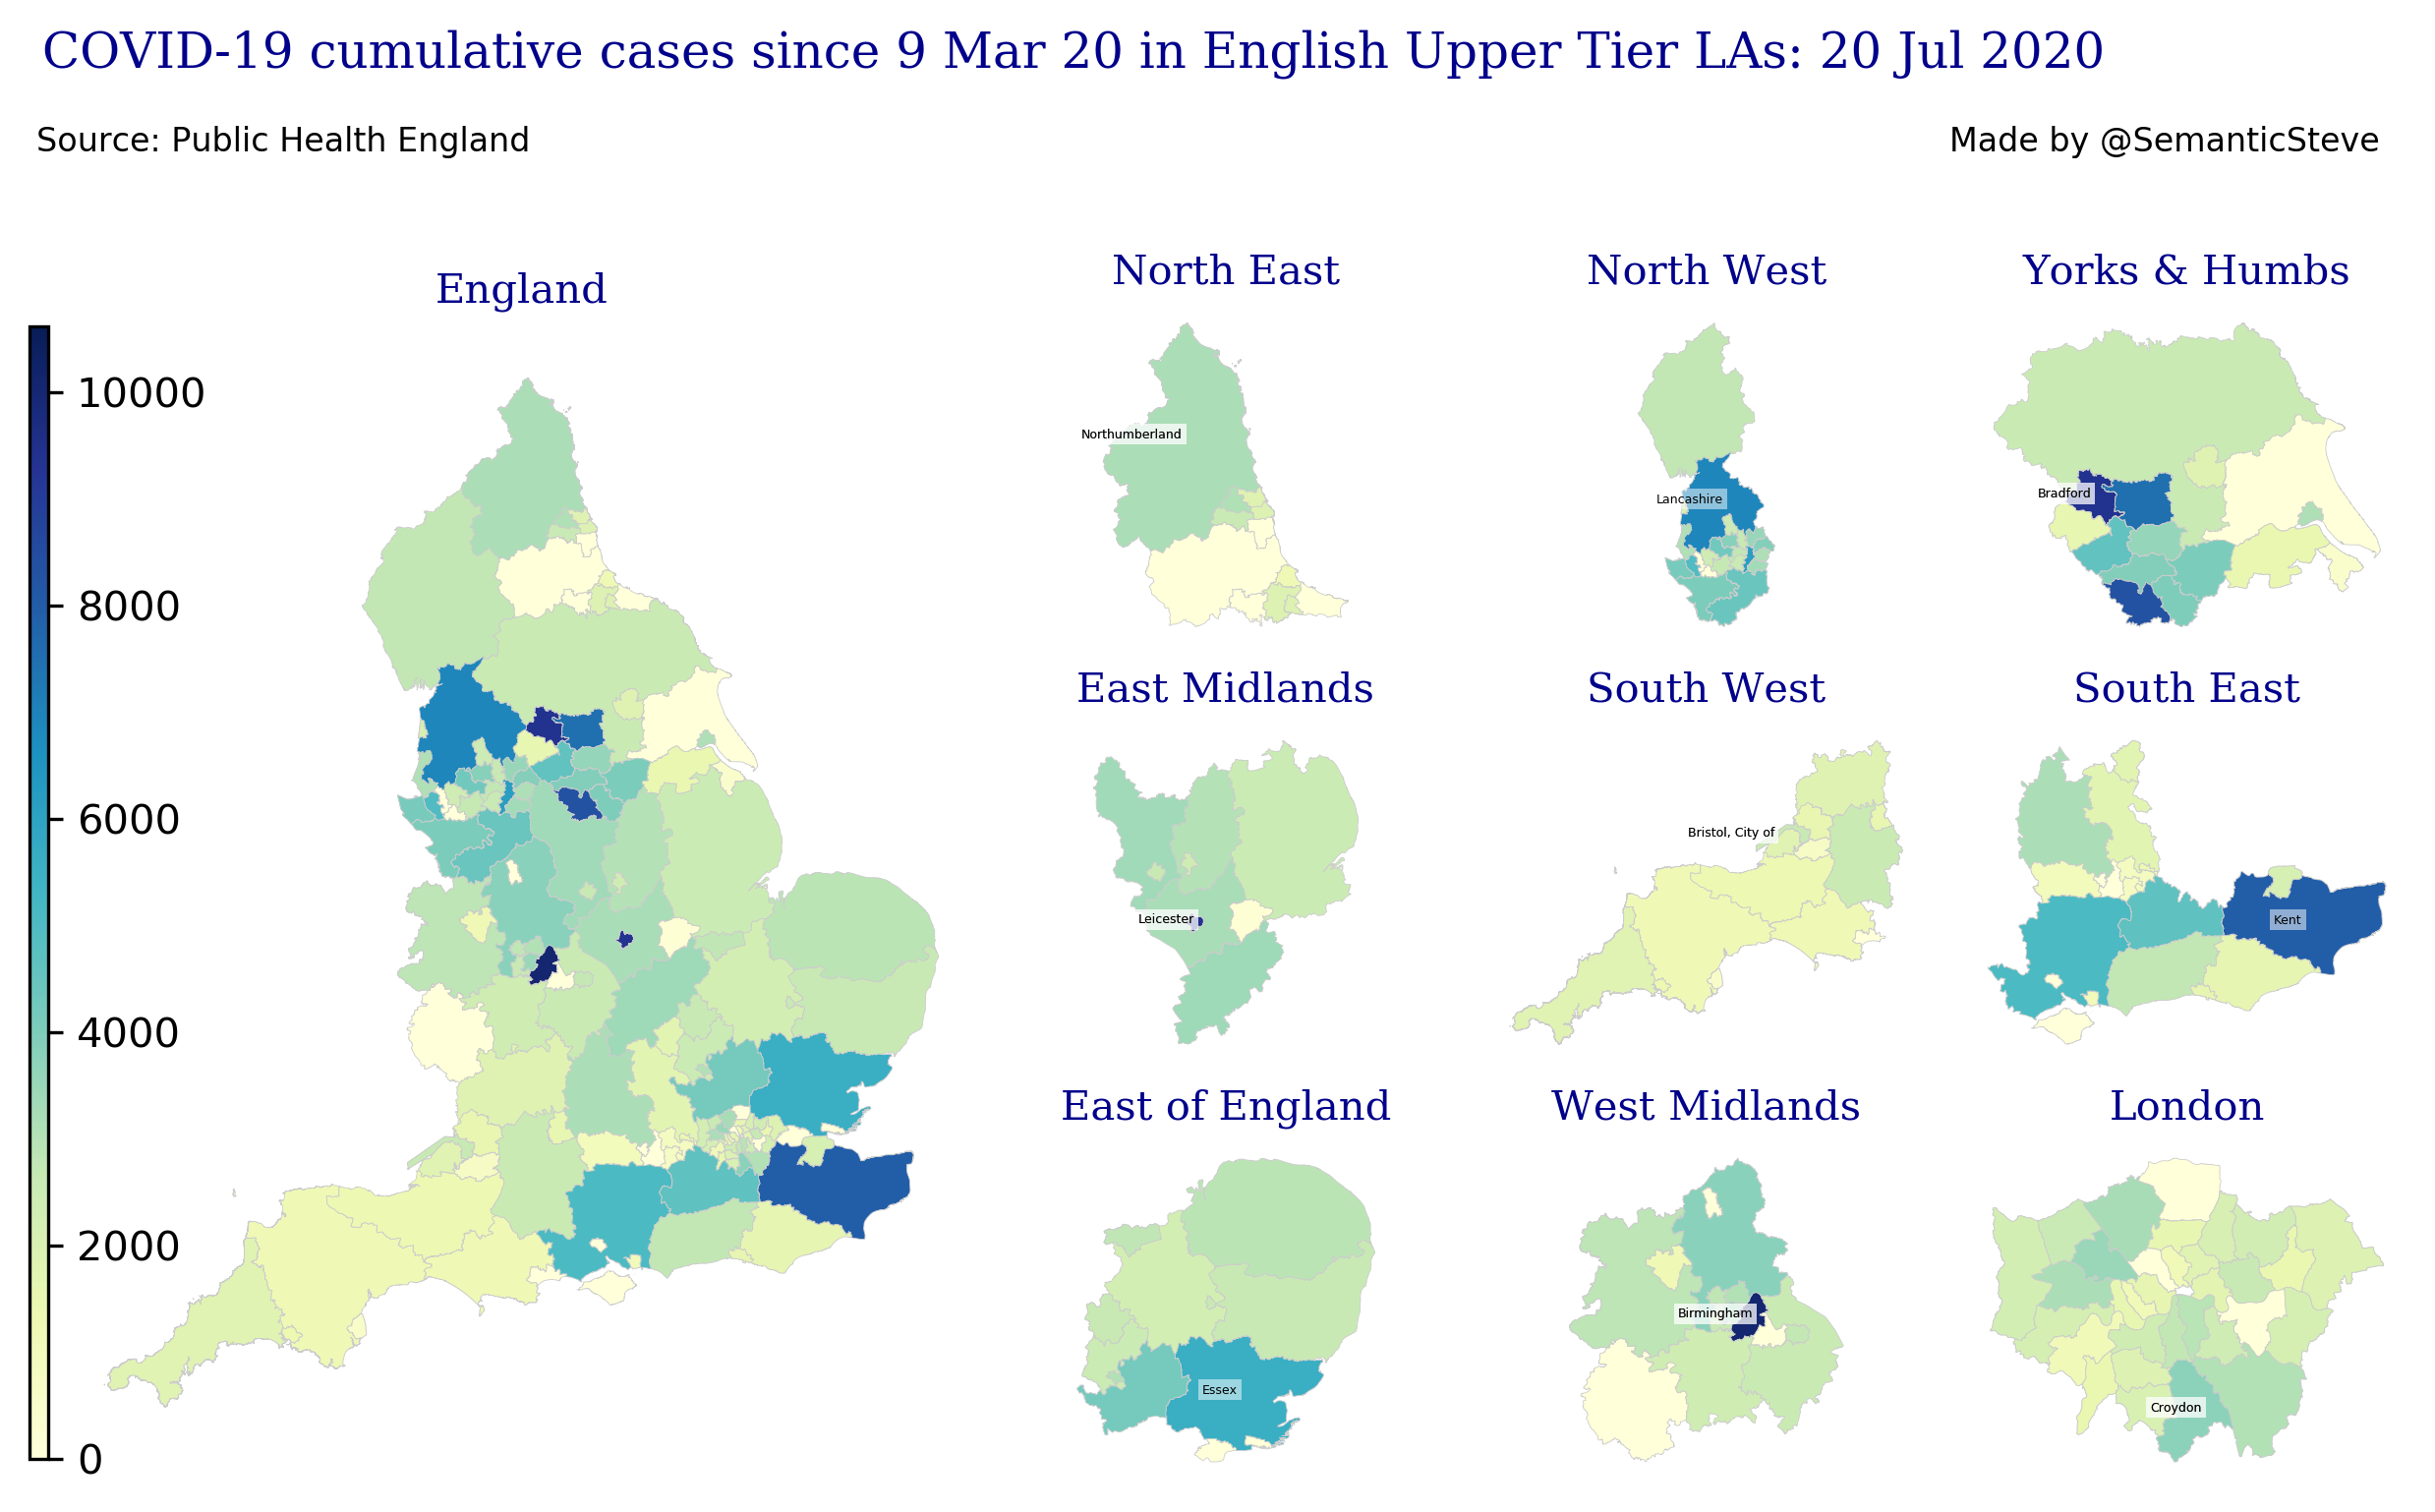 COVID-19 cumulative cases since 9 Mar 20 in English Upper Tier LAs: 20 Jul 2020
Source: Public Health England
Made by @SemanticSteve
England
10000
8000
6000
4000
2000
0
North East
Northumberland
North West
Lancashire
Yorks & Humbs
Bradford
East Midlands
Leicester
South West
Bristol, City of
South East
Kent
East of England
Essex
West Midlands
Birmingham
London
Croydon